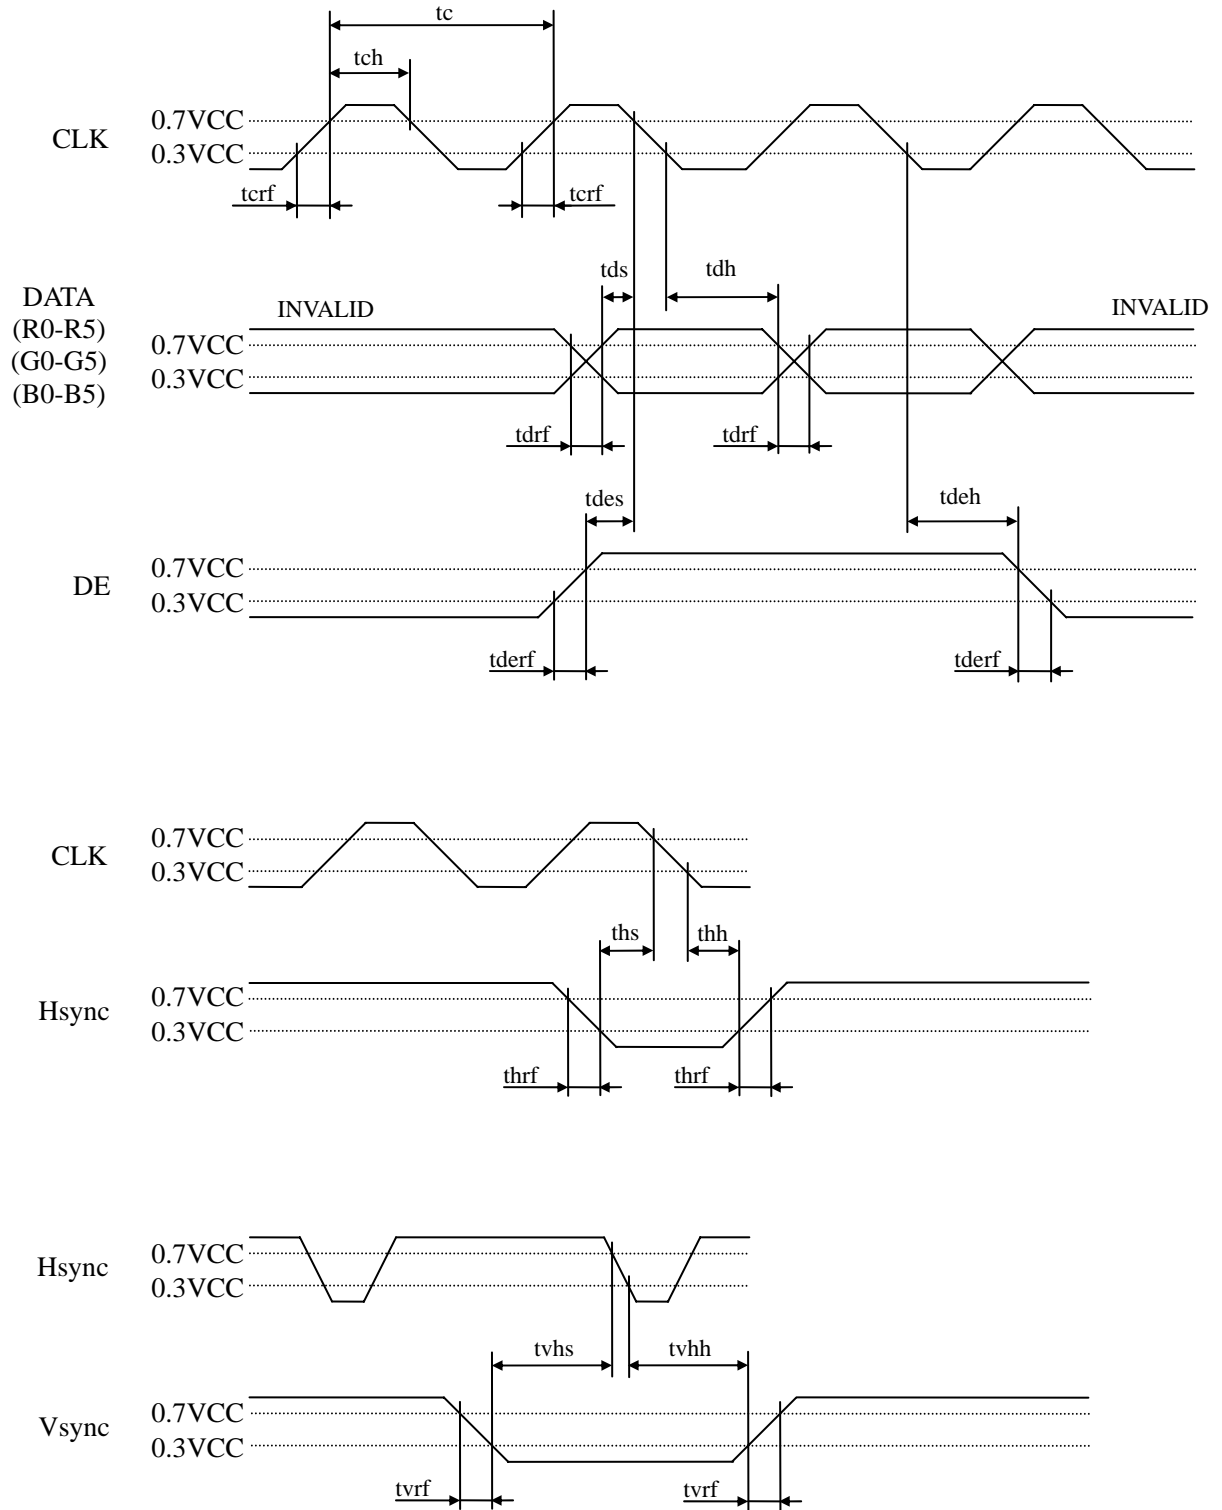 tc
tch
CLK
0.7VCC
0.3VCC
tcrf
tcrf
tds
tdh
DATA
(R0-R5)
(G0-G5)
(B0-B5)
INVALID
INVALID
0.7VCC
0.3VCC
tdrf
tdrf
tdes
tdeh
DE
0.7VCC
0.3VCC
tderf
tderf
CLK
0.7VCC
0.3VCC
ths
thh
Hsync
0.7VCC
0.3VCC
thrf
thrf
Hsync
0.7VCC
0.3VCC
tvhs
tvhh
Vsync
0.7VCC
0.3VCC
tvrf
tvrf